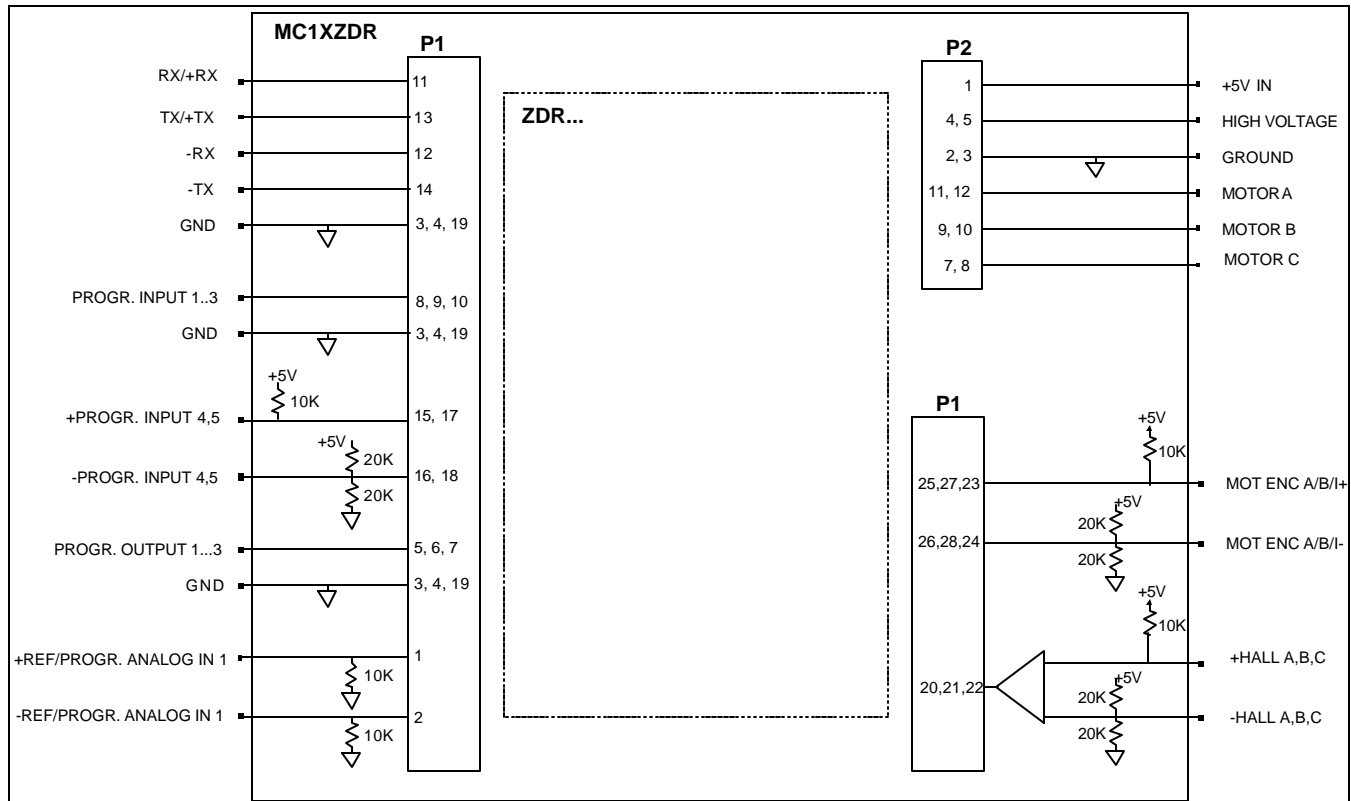 MC1XZDR
P1
RX/+RX
11
TX/+TX
13
-RX
12
-TX
14
GND
3, 4, 19
PROGR. INPUT 1..3
8, 9, 10
GND
3, 4, 19
+5V
10K
+PROGR. INPUT 4,5
15, 17
+5V
20K
-PROGR. INPUT 4,5
16, 18
20K
PROGR. OUTPUT 1...3
5, 6, 7
GND
3, 4, 19
+REF/PROGR. ANALOG IN 1
1
10K
-REF/PROGR. ANALOG IN 1
2
10K
ZDR...
P2
1
+5V IN
4, 5
HIGH VOLTAGE
2, 3
GROUND
11, 12
MOTOR A
9, 10
MOTOR B
7, 8
MOTOR C
P1
+5V
10K
25,27,23
MOT ENC A/B/I+
+5V
20K
26,28,24
MOT ENC A/B/I-
20K
+5V
10K
+HALL A,B,C
20,21,22
+5V
20K
-HALL A,B,C
20K